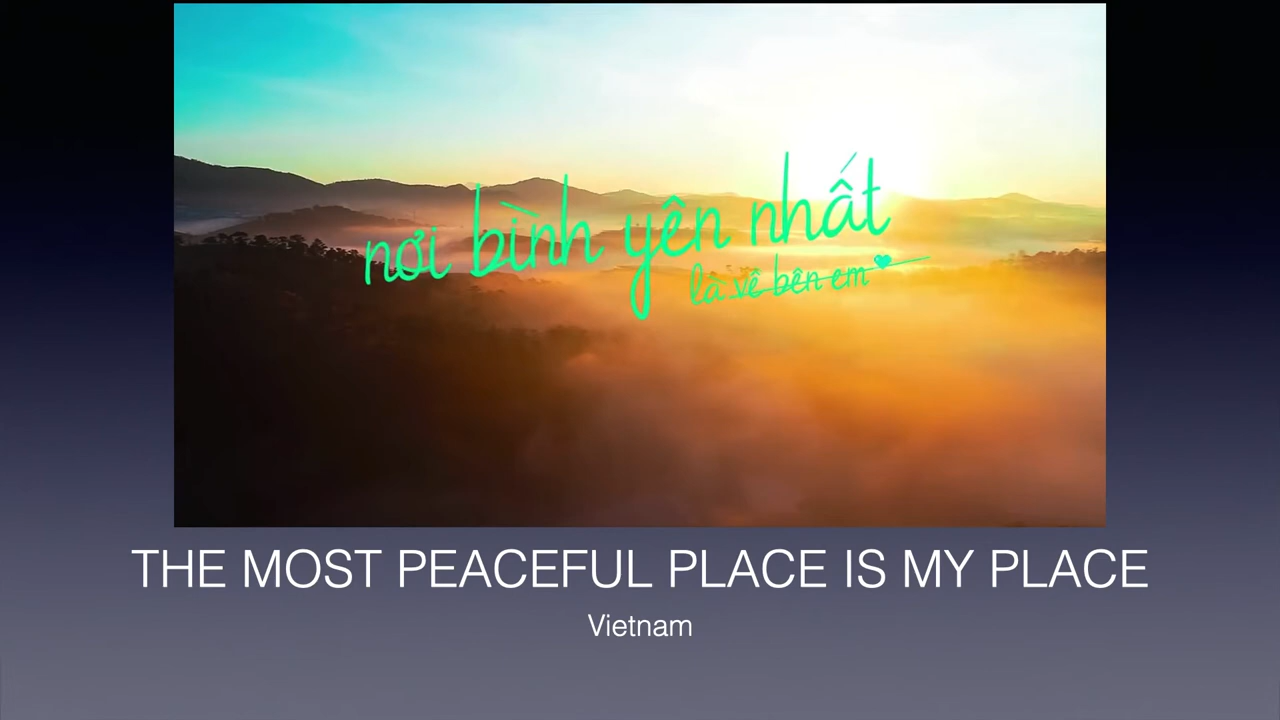 nơi bình yên nhất
là về bên em
THE MOST PEACEFUL PLACE IS MY PLACE
Vietnam